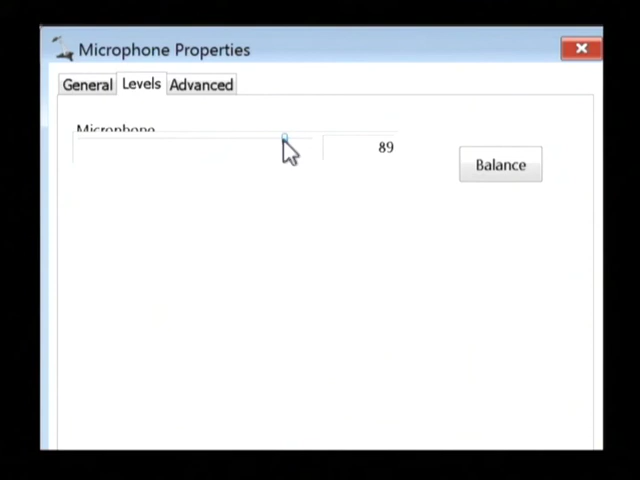 Microphone Properties
General Levels Advanced
Microphone
89
Balance